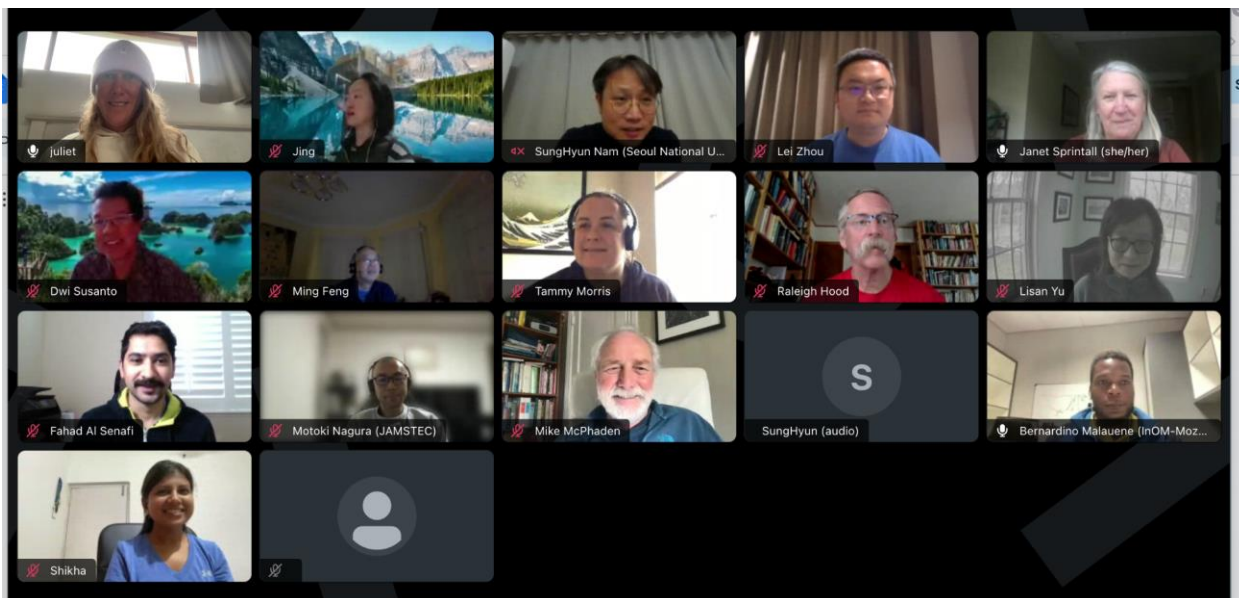 juliet
Jing
SungHyun Nam (Seoul National U...
Lei Zhou
Janet Sprintall (she/her)
Dwi Susanto
Ming Feng
Tammy Morris
Raleigh Hood
Lisan Yu
Fahad Al Senafi
Motoki Nagura (JAMSTEC)
Mike McPhaden
S
SungHyun (audio)
Bernardino Malauene (InOM-Moz...
Shikha